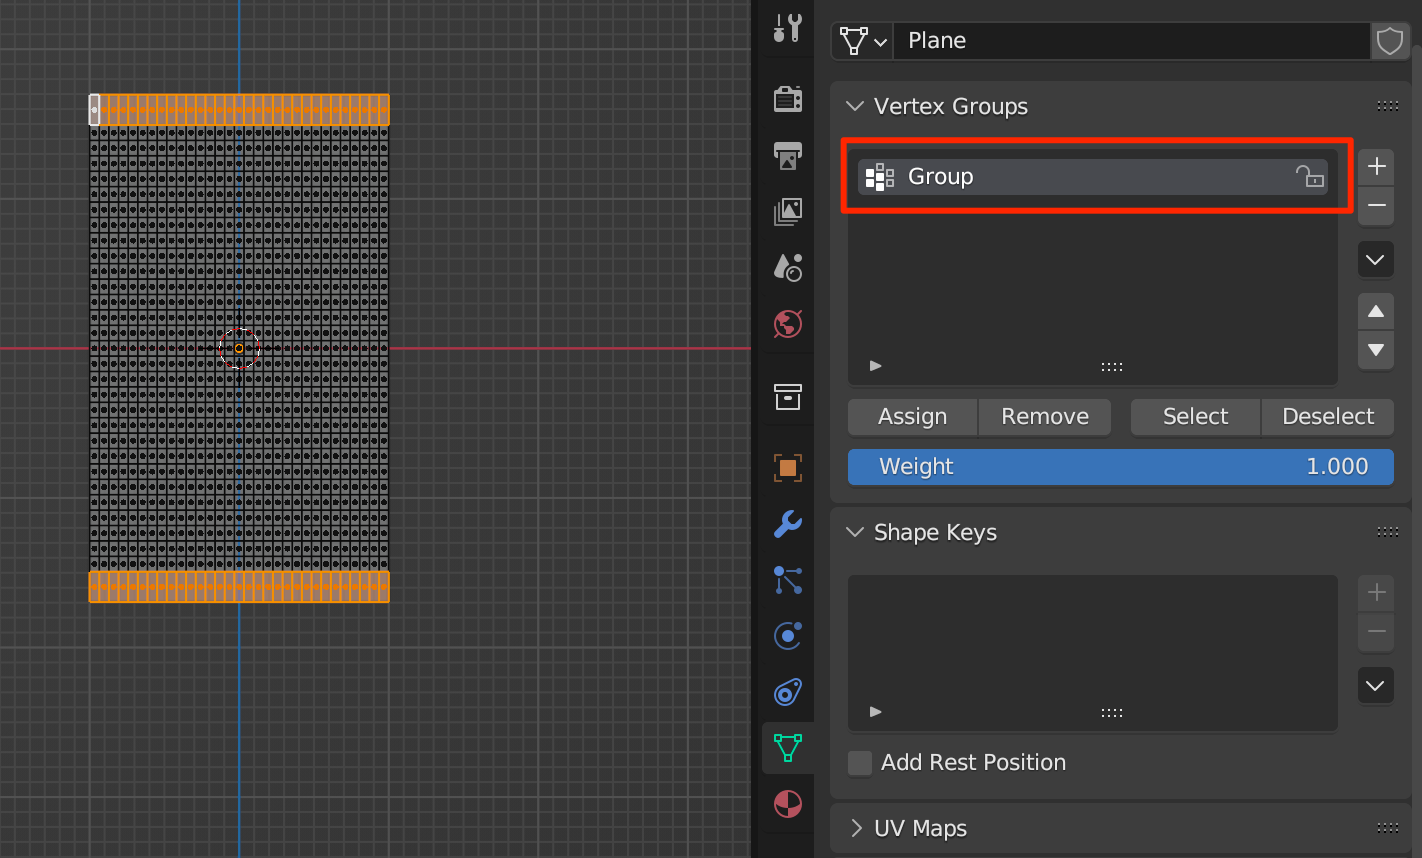 Plane
Vertex Groups
Group
Assign Remove Select Deselect
Weight 1.000
Shape Keys
Add Rest Position
UV Maps